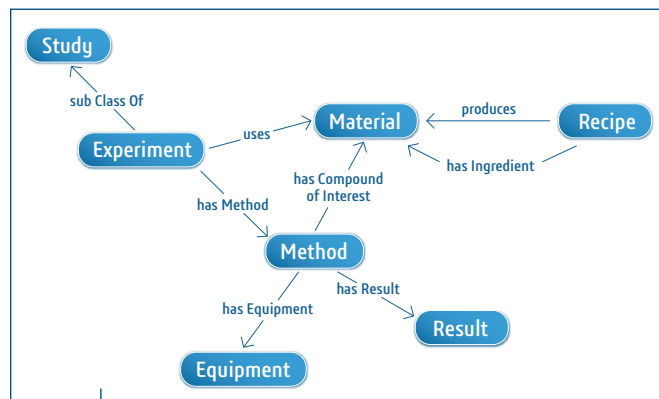 Study
sub Class Of
Experiment
uses
Material
produces
Recipe
has Ingredient
has Compound
of Interest
has Method
Method
has Equipment
has Result
Result
Equipment